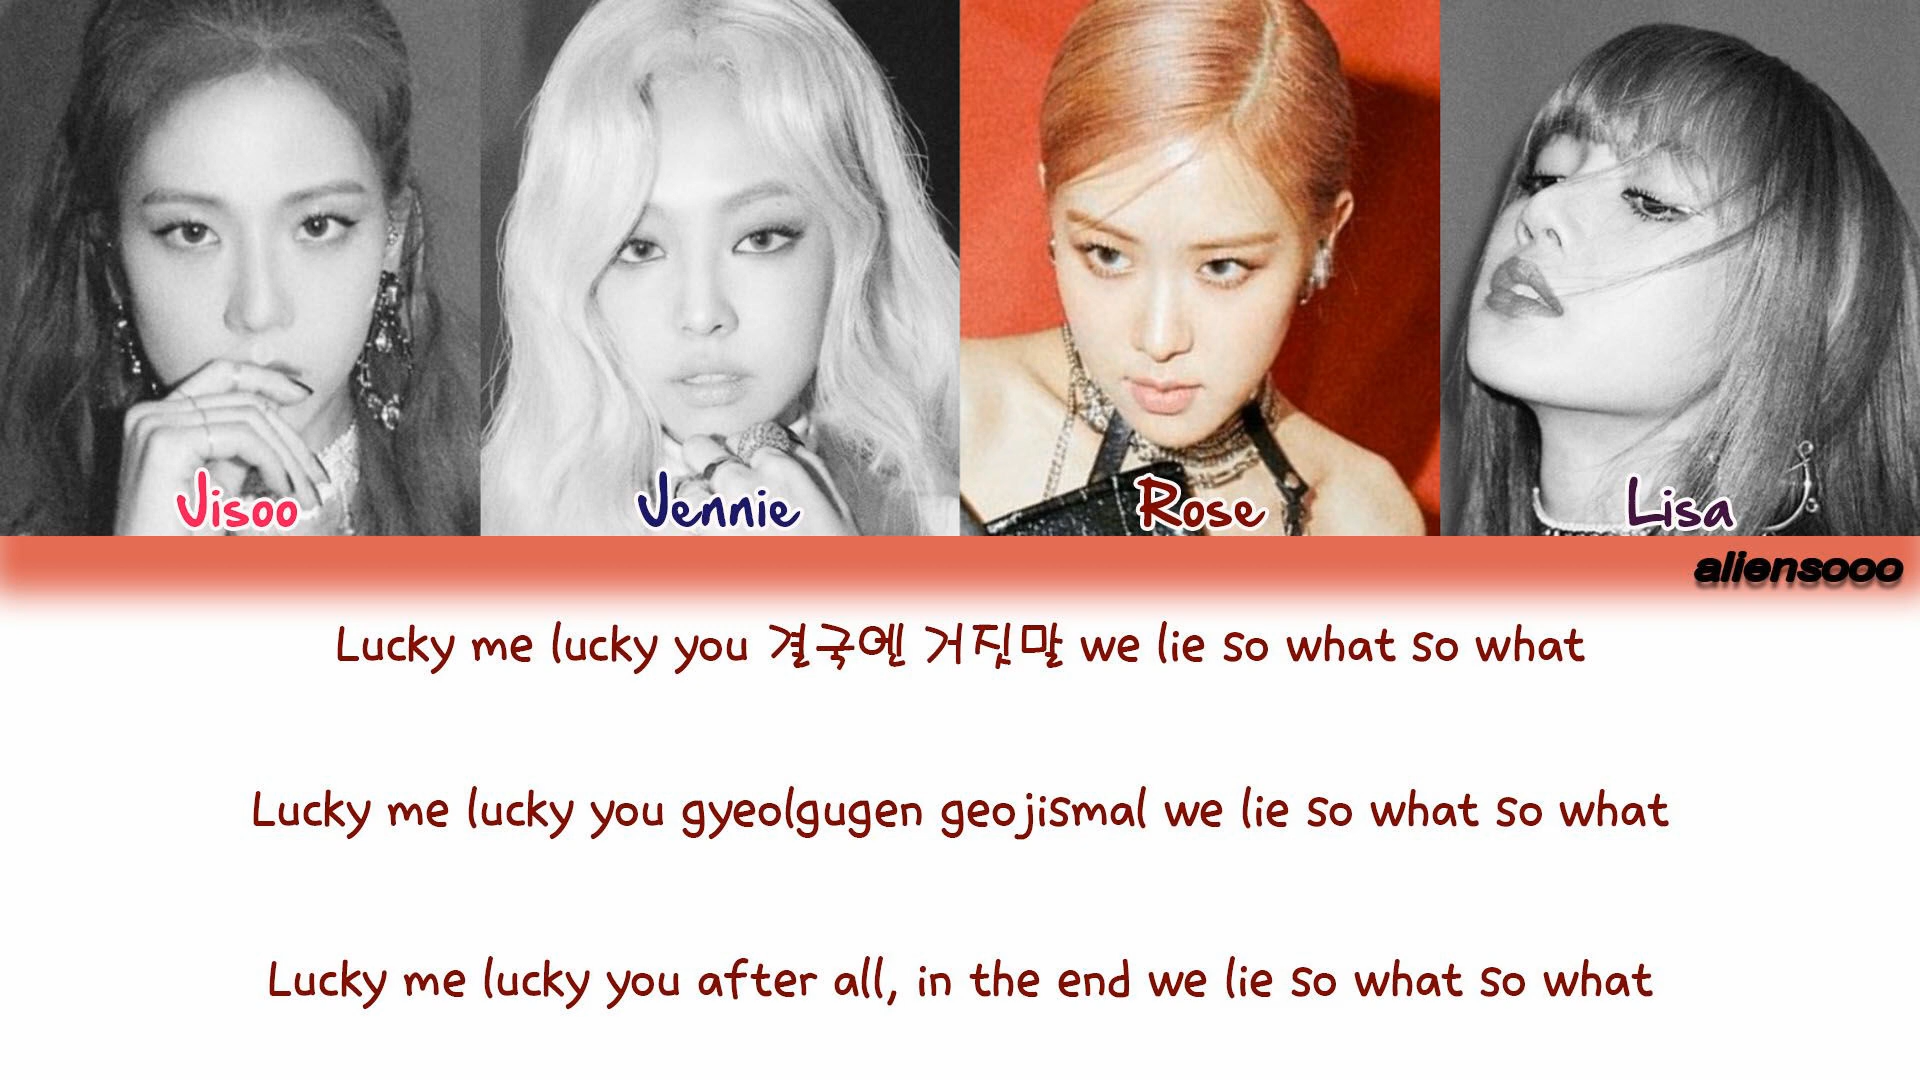 Jisoo
Jennie
Rose
Lisa
aliensooo
Lucky me lucky you 결국엔 거짓말 we lie so what so what
Lucky me lucky you gyeolgugen geojismal we lie so what so what
Lucky me lucky you after all, in the end we lie so what so what